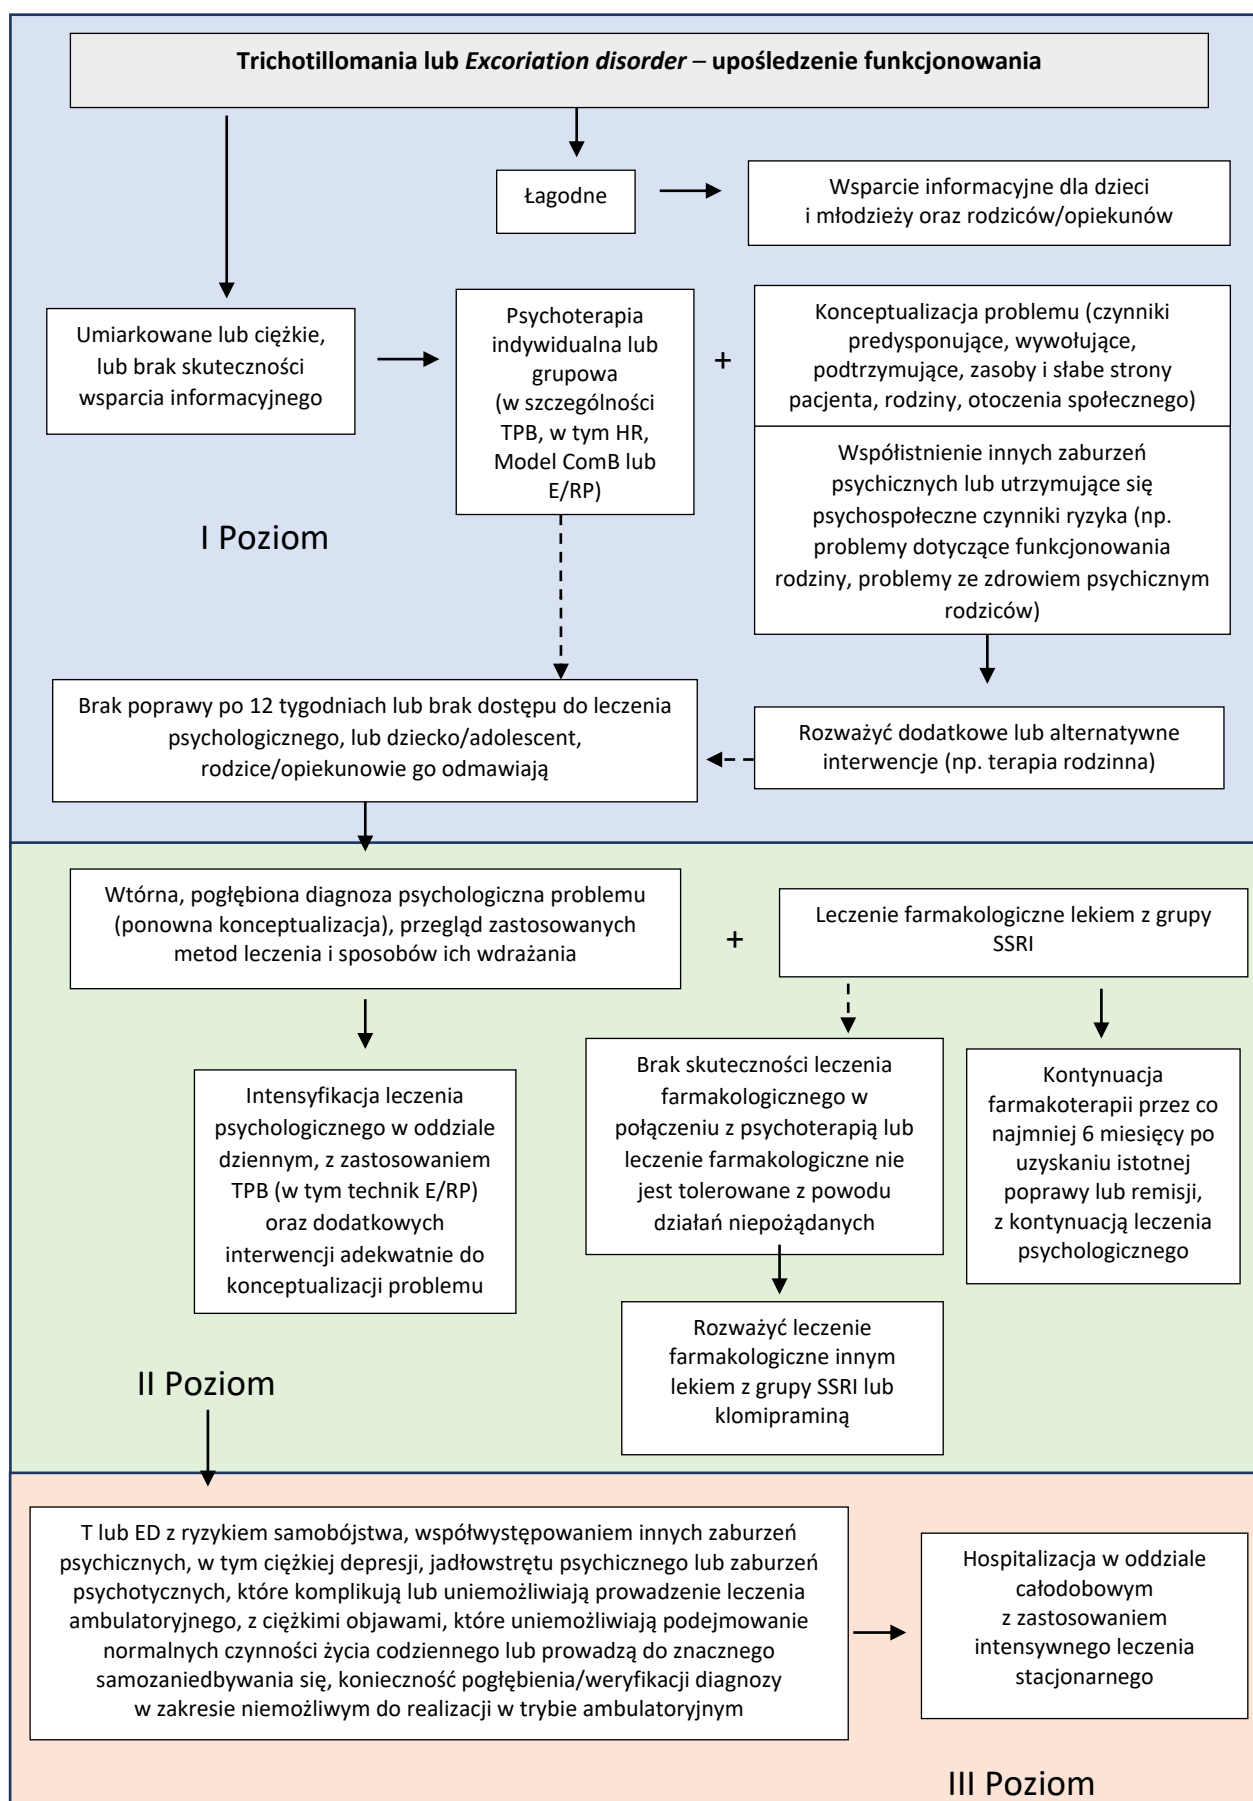 Trichotillomania lub Excoriation disorder – upośledzenie funkcjonowania
Łagodne
Wsparcie informacyjne dla dzieci
i młodzieży oraz rodziców/opiekunów
Umiarkowane lub ciężkie,
lub brak skuteczności
wsparcia informacyjnego
Psychoterapia
indywidualna lub
grupowa
(w szczególności
TPB, w tym HR,
Model ComB lub
E/RP)
+
Konceptualizacja problemu (czynniki
predysponujące, wywołujące,
podtrzymujące, zasoby i słabe strony
pacjenta, rodziny, otoczenia społecznego)
Współistnienie innych zaburzeń
psychicznych lub utrzymujące się
psychospołeczne czynniki ryzyka (np.
problemy dotyczące funkcjonowania
rodziny, problemy ze zdrowiem psychicznym
rodziców)
I Poziom
Brak poprawy po 12 tygodniach lub brak dostępu do leczenia
psychologicznego, lub dziecko/adolescent,
rodzice/opiekunowie go odmawiają
Rozważyć dodatkowe lub alternatywne
interwencje (np. terapia rodzinna)
Wtórna, pogłębiona diagnoza psychologiczna problemu
(ponowna konceptualizacja), przegląd zastosowanych
metod leczenia i sposobów ich wdrażania
+
Leczenie farmakologiczne lekiem z grupy
SSRI
Intensyfikacja leczenia
psychologicznego w oddziale
dziennym, z zastosowaniem
TPB (w tym technik E/RP)
oraz dodatkowych
interwencji adekwatnie do
konceptualizacji problemu
Brak skuteczności leczenia
farmakologicznego w
połączeniu z psychoterapią lub
leczenie farmakologiczne nie
jest tolerowane z powodu
działań niepożądanych
Kontynuacja
farmakoterapii przez co
najmniej 6 miesięcy po
uzyskaniu istotnej
poprawy lub remisji,
z kontynuacją leczenia
psychologicznego
Rozważyć leczenie
farmakologiczne innym
lekiem z grupy SSRI lub
klomipraminą
II Poziom
T lub ED z ryzykiem samobójstwa, współwystępowaniem innych zaburzeń
psychicznych, w tym ciężkiej depresji, jadłowstrętu psychicznego lub zaburzeń
psychotycznych, które komplikują lub uniemożliwiają prowadzenie leczenia
ambulatoryjnego, z ciężkimi objawami, które uniemożliwiają podejmowanie
normalnych czynności życia codziennego lub prowadzą do znacznego
samozaniedbywania się, konieczność pogłębienia/weryfikacji diagnozy
w zakresie niemożliwym do realizacji w trybie ambulatoryjnym
Hospitalizacja w oddziale
całodobowym
z zastosowaniem
intensywnego leczenia
stacjonarnego
III Poziom